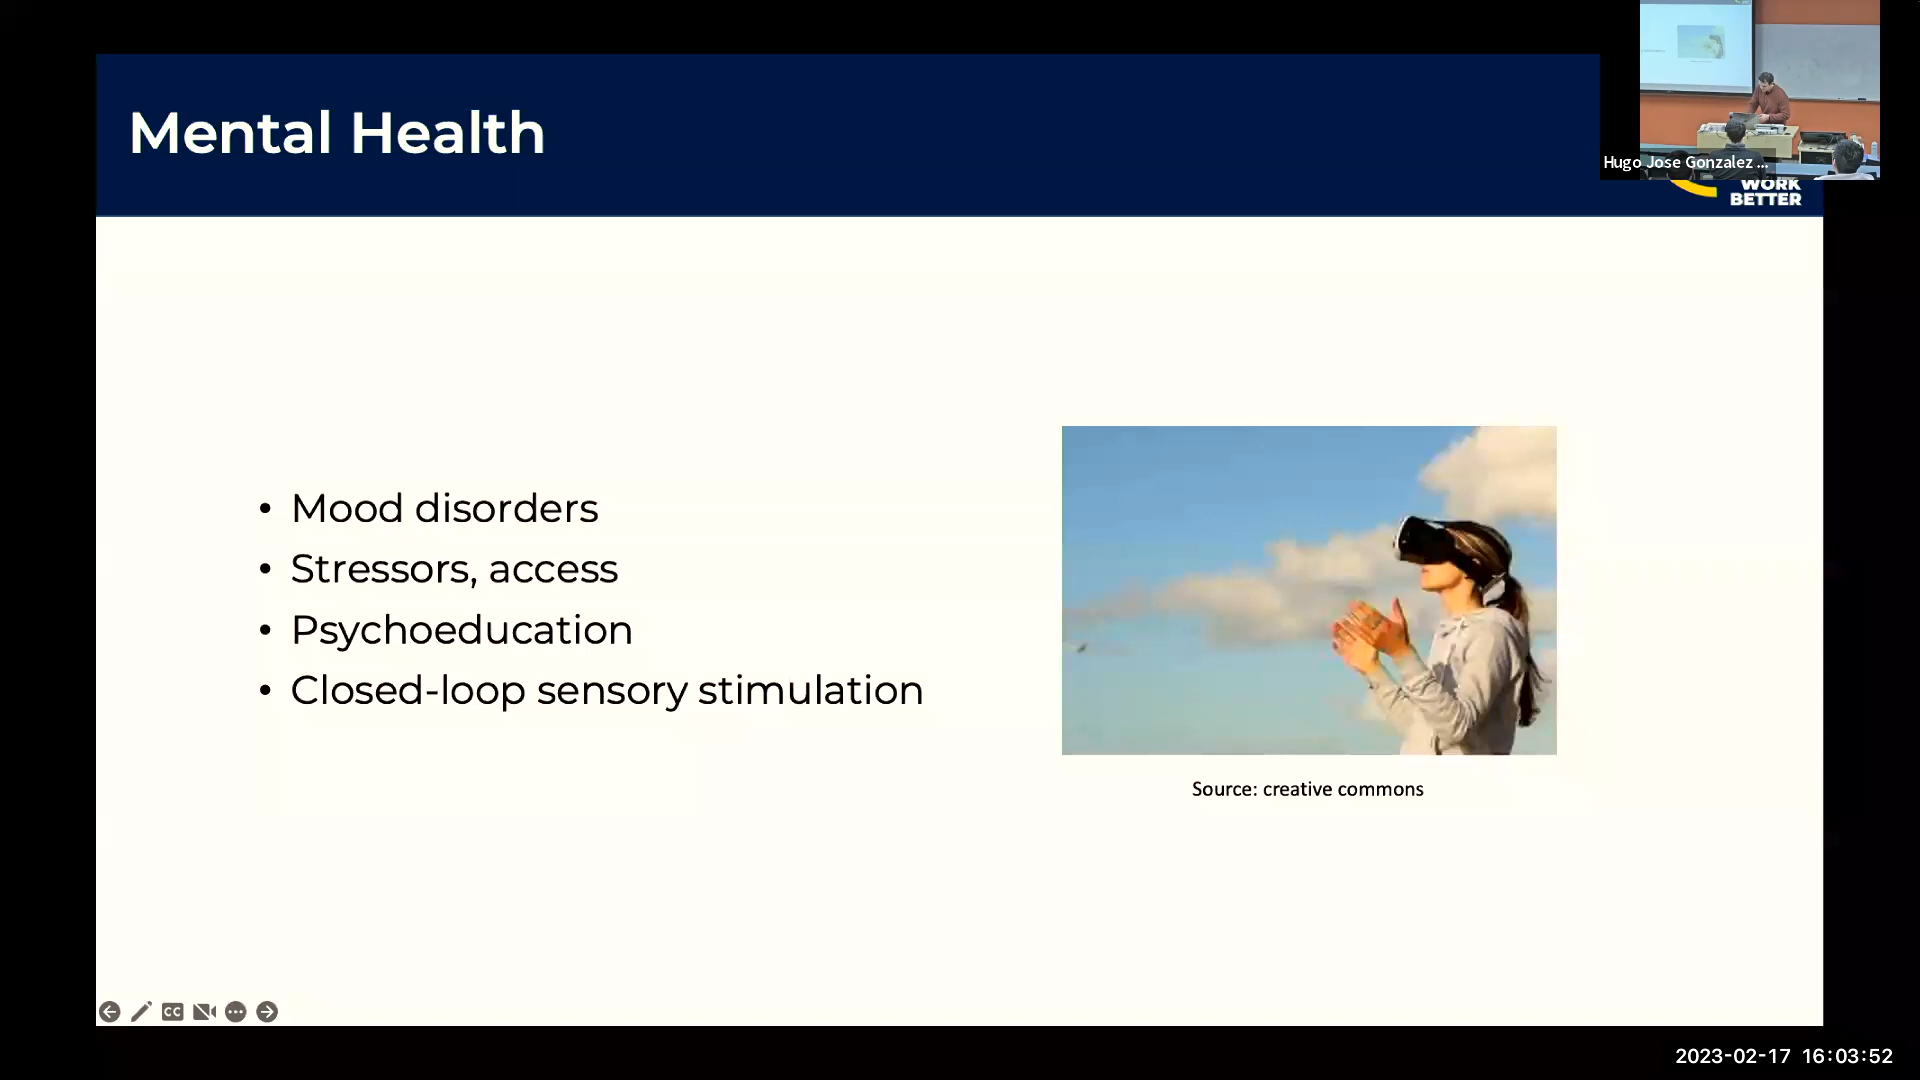 Mental Health
Hugo Jose Gonzalez ...
WORK
BETTER
• Mood disorders
• Stressors, access
• Psychoeducation
• Closed-loop sensory stimulation
Source: creative commons
CC
2023-02-17 16:03:52